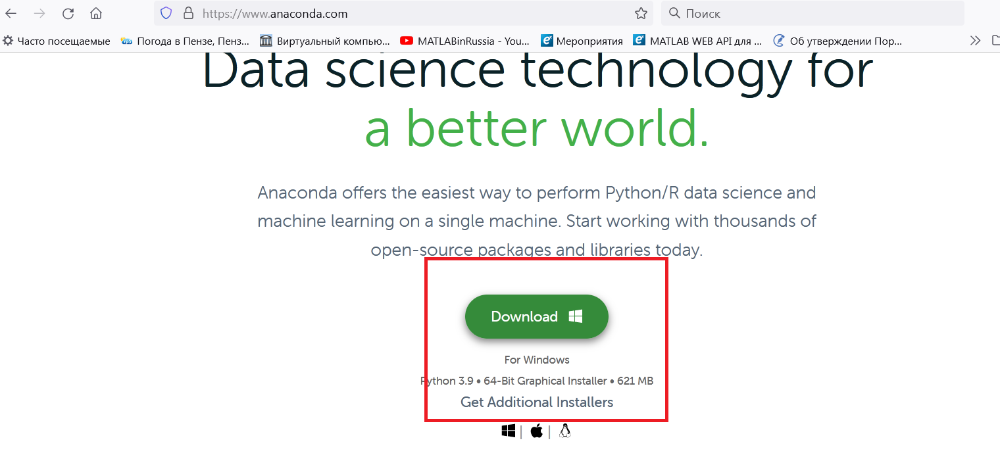 https://www.anaconda.com
Поиск
Часто посещаемые
Погода в Пензе, Пенз...
Виртуальный компью...
MATLABinRussia - You...
Мероприятия
MATLAB WEB API для ...
Об утверждении Пор...
Data science technology for
a better world.
Anaconda offers the easiest way to perform Python/R data science and
machine learning on a single machine. Start working with thousands of
open-source packages and libraries today.
Download
For Windows
Python 3.9 • 64-Bit Graphical Installer • 621 MB
Get Additional Installers